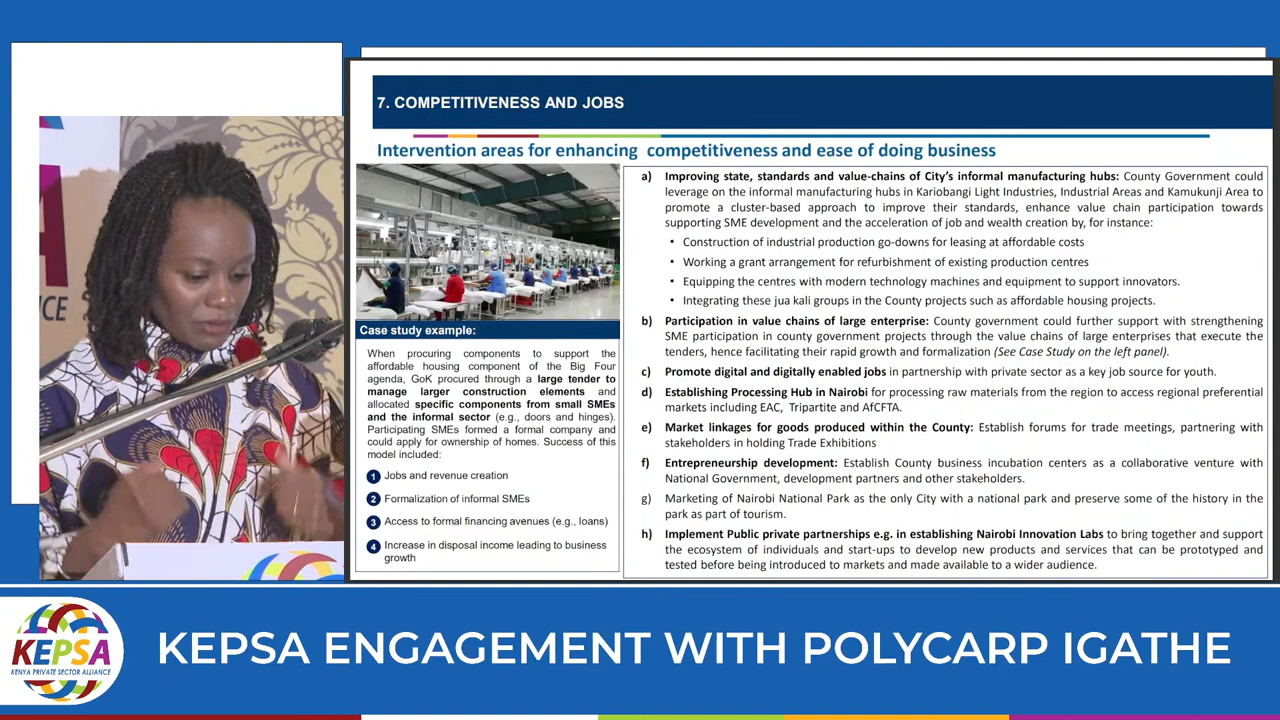 7. COMPETITIVENESS AND JOBS
Intervention areas for enhancing competitiveness and ease of doing business
Case study example:
When procuring components to support the
affordable housing component of the Big Four
agenda, GoK procured through a large tender to
manage larger construction elements and
allocated specific components from small SMEs
and the informal sector (e.g., doors and hinges).
Participating SMEs formed a formal company and
could apply for ownership of homes. Success of this
model included:
1 Jobs and revenue creation
2 Formalization of informal SMEs
3 Access to formal financing avenues (e.g., loans)
4 Increase in disposal income leading to business
growth
a) Improving state, standards and value-chains of City's informal manufacturing hubs: County Government could
leverage on the informal manufacturing hubs in Kariobangi Light Industries, Industrial Areas and Kamukunji Area to
promote a cluster-based approach to improve their standards, enhance value chain participation towards
supporting SME development and the acceleration of job and wealth creation by, for instance:
• Construction of industrial production go-downs for leasing at affordable costs
• Working a grant arrangement for refurbishment of existing production centres
• Equipping the centres with modern technology machines and equipment to support innovators.
• Integrating these jua kali groups in the County projects such as affordable housing projects.
b) Participation in value chains of large enterprise: County government could further support with strengthening
SME participation in county government projects through the value chains of large enterprises that execute the
tenders, hence facilitating their rapid growth and formalization (See Case Study on the left panel).
c) Promote digital and digitally enabled jobs in partnership with private sector as a key job source for youth.
d) Establishing Processing Hub in Nairobi for processing raw materials from the region to access regional preferential
markets including EAC, Tripartite and AfCFTA.
e) Market linkages for goods produced within the County: Establish forums for trade meetings, partnering with
stakeholders in holding Trade Exhibitions
f) Entrepreneurship development: Establish County business incubation centers as a collaborative venture with
National Government, development partners and other stakeholders.
g) Marketing of Nairobi National Park as the only City with a national park and preserve some of the history in the
park as part of tourism.
h) Implement Public private partnerships e.g. in establishing Nairobi Innovation Labs to bring together and support
the ecosystem of individuals and start-ups to develop new products and services that can be prototyped and
tested before being introduced to markets and made available to a wider audience.
KEPSA
KENYA PRIVATE SECTOR ALLIANCE
KEPSA ENGAGEMENT WITH POLYCARP IGATHE